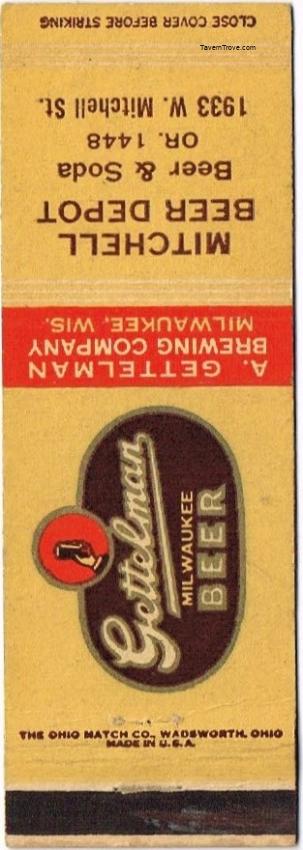 CLOSE COVER BEFORE STRIKING
TavernTrove.com
MITCHELL
BEER DEPOT
Beer & Soda
OR. 1448
1933 W. Mitchell St.
A. GETTELMAN
BREWING COMPANY
MILWAUKEE, WIS.
Gettelman
MILWAUKEE
BEER
THE OHIO MATCH CO., WADSWORTH, OHIO
MADE IN U.S.A.